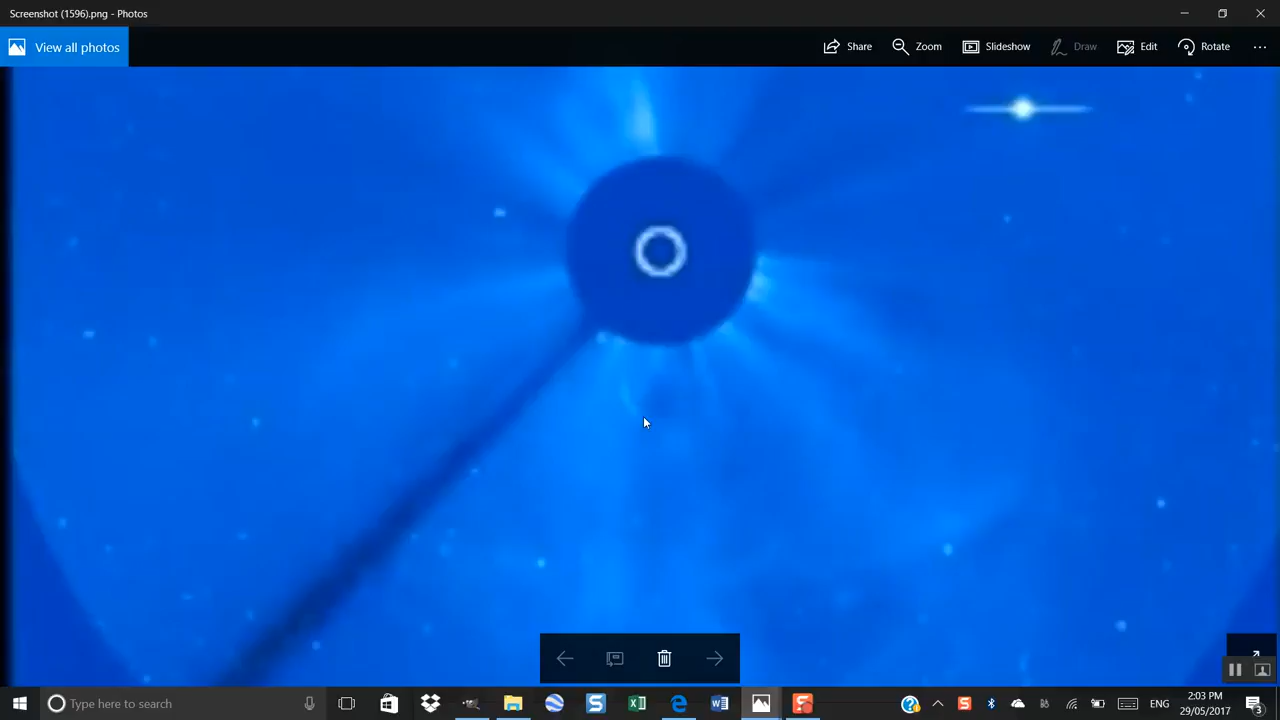 Screenshot (1596).png - Photos
View all photos
Share
Zoom
Slideshow
Draw
Edit
Rotate
Type here to search
ENG
2:03 PM
29/05/2017
3